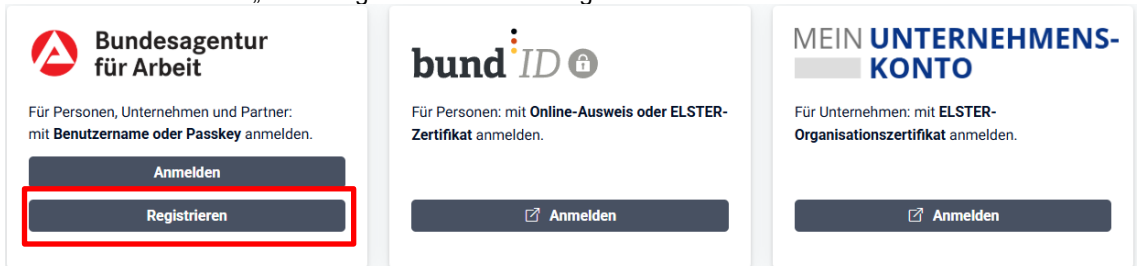 Bundesagentur
für Arbeit
Für Personen, Unternehmen und Partner:
mit Benutzername oder Passkey anmelden.
Anmelden
Registrieren
bund ID
Für Personen: mit Online-Ausweis oder ELSTER-
Zertifikat anmelden.
Anmelden
MEIN UNTERNEHMENS-
KONTO
Für Unternehmen: mit ELSTER-
Organisationszertifikat anmelden.
Anmelden